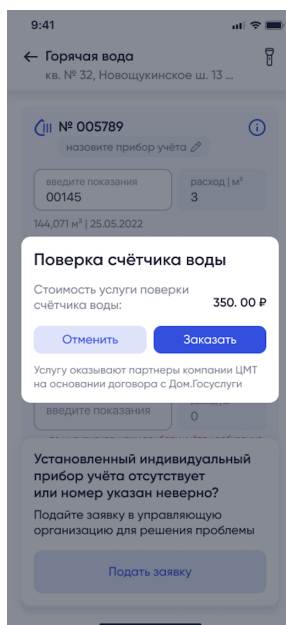 9:41
Горячая вода
кв. № 32, Новощукинское ш. 13 ...
№ 005789
назовите прибор учёта
введите показания
расход | м³
00145
3
144,071 м³ | 25.05.2022
Поверка счётчика воды
Стоимость услуги поверки
счётчика воды:
350. 00 ₽
Отменить
Заказать
Услугу оказывают партнеры компании ЦМТ
на основании договора с Дом.Госуслуги
введите показания
0
Установленный индивидуальный
прибор учёта отсутствует
или номер указан неверно?
Подайте заявку в управляющую
организацию для решения проблемы
Подать заявку